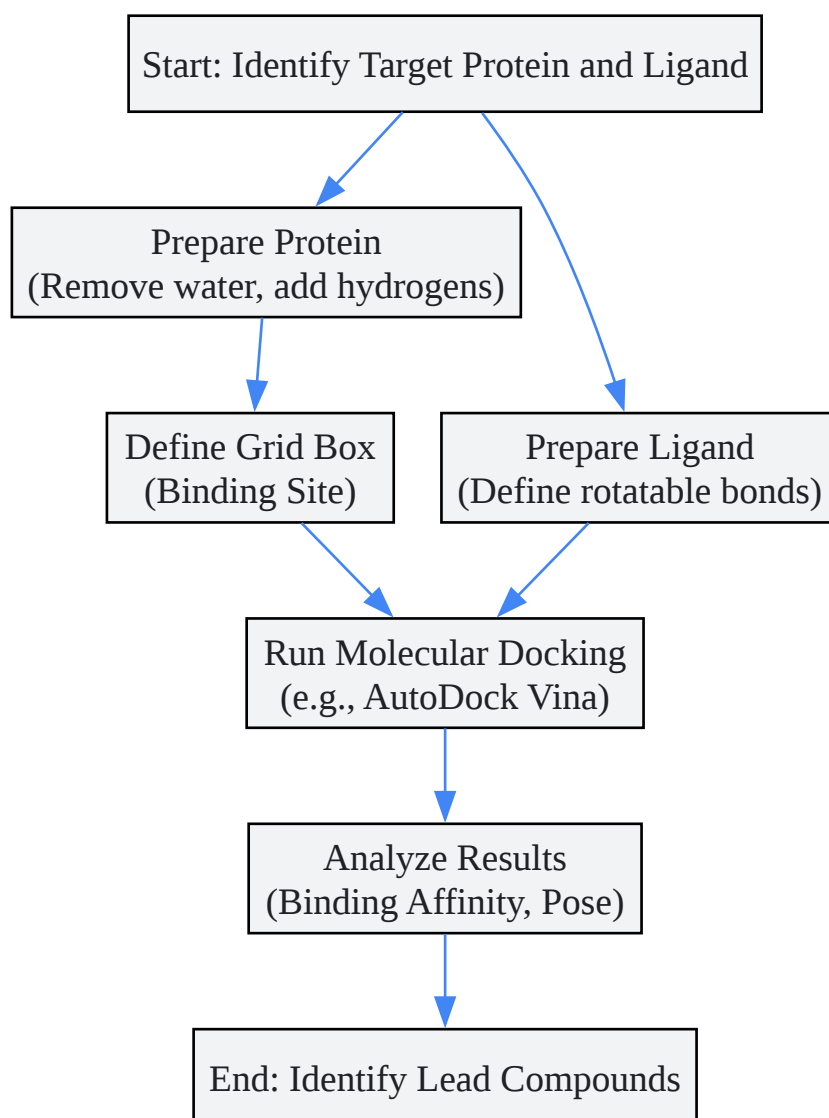 Start: Identify Target Protein and Ligand
Prepare Protein
(Remove water, add hydrogens)
Define Grid Box
(Binding Site)
Prepare Ligand
(Define rotatable bonds)
Run Molecular Docking
(e.g., AutoDock Vina)
Analyze Results
(Binding Affinity, Pose)
End: Identify Lead Compounds